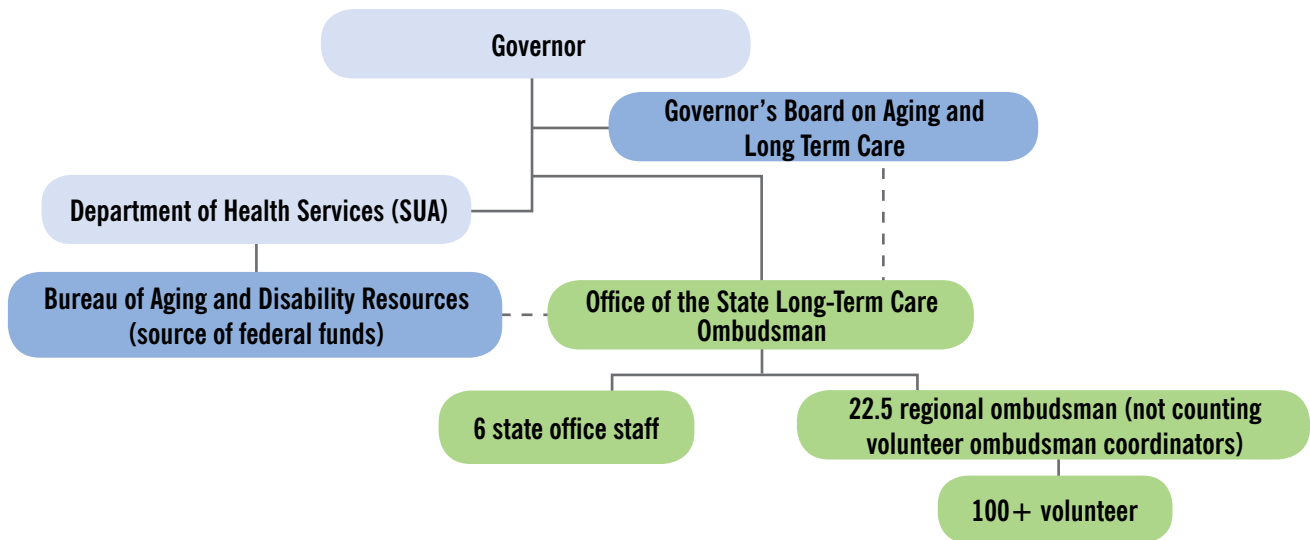 Governor
Governor’s Board on Aging and
Long Term Care
Department of Health Services (SUA)
Bureau of Aging and Disability Resources
(source of federal funds)
Office of the State Long-Term Care
Ombudsman
6 state office staff
22.5 regional ombudsman (not counting
volunteer ombudsman coordinators)
100+ volunteer